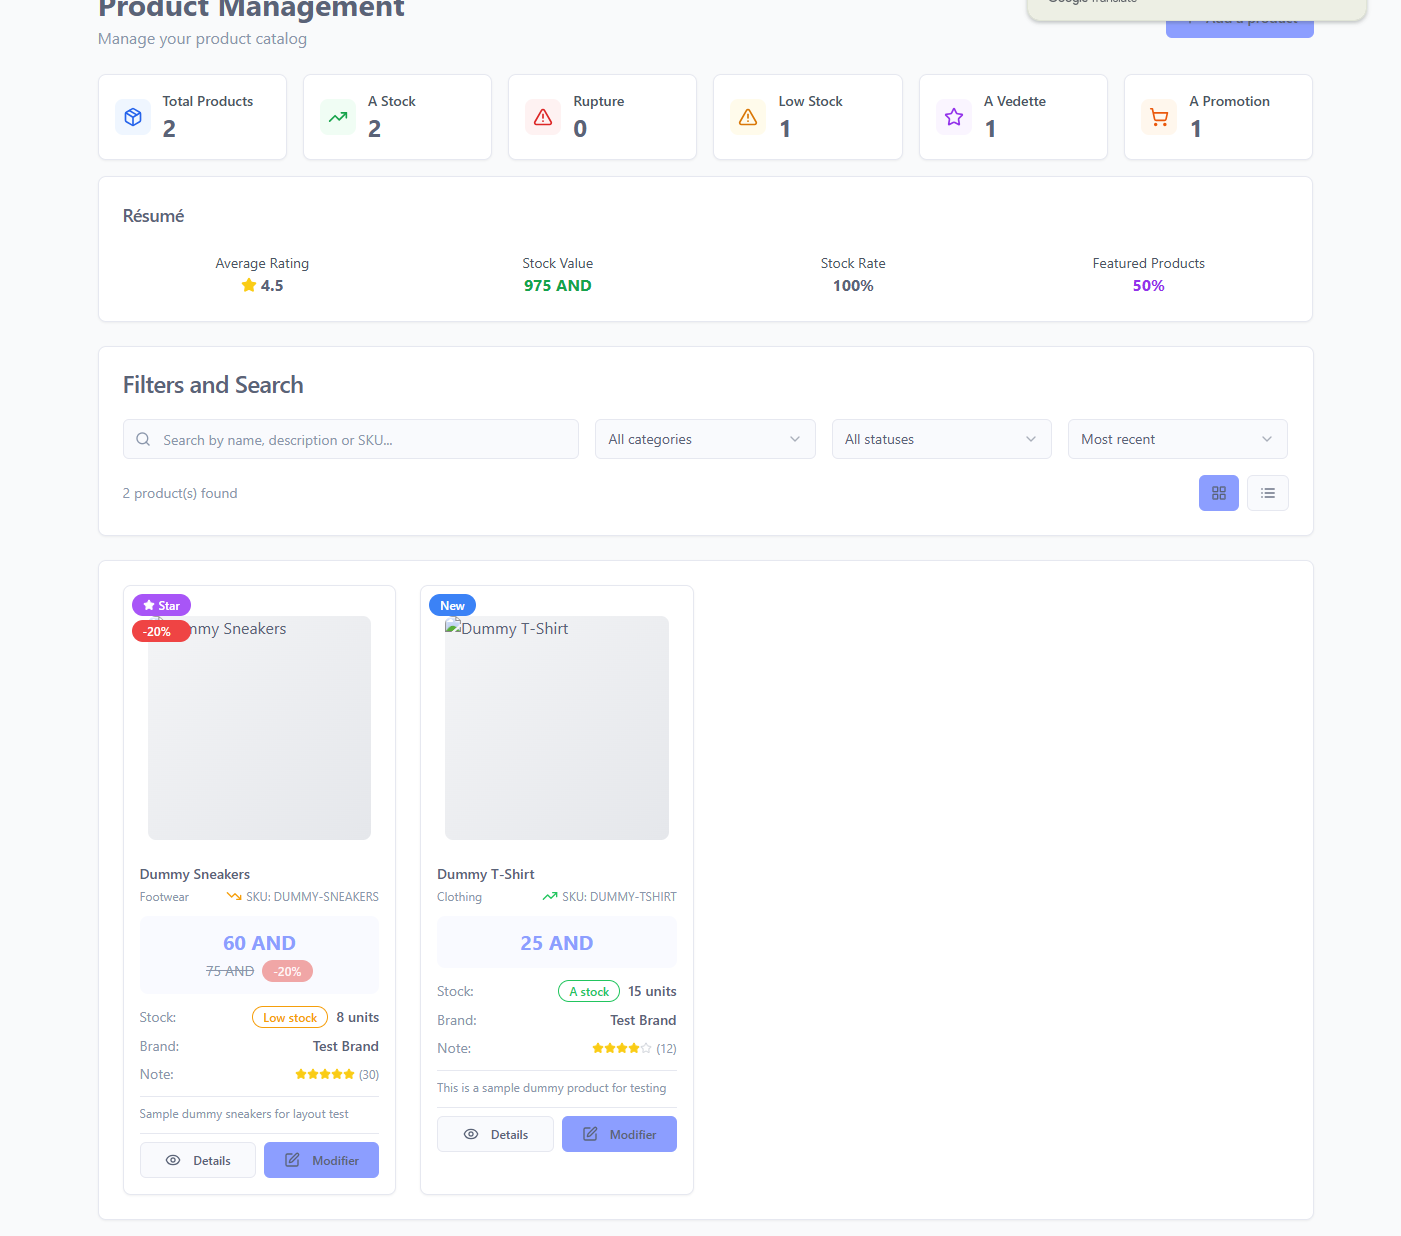 Product Management
Manage your product catalog
Google Translate
Add a product
Total Products
2
A Stock
2
Rupture
0
Low Stock
1
A Vedette
1
A Promotion
1
Résumé
Average Rating
4.5
Stock Value
975 AND
Stock Rate
100%
Featured Products
50%
Filters and Search
Search by name, description or SKU...
All categories
All statuses
Most recent
2 product(s) found
Star
-20%
mmy Sneakers
Dummy Sneakers
Footwear
SKU: DUMMY-SNEAKERS
60 AND
75 AND -20%
Stock: Low stock 8 units
Brand: Test Brand
Note: (30)
Sample dummy sneakers for layout test
Details
Modifier
New
Dummy T-Shirt
Dummy T-Shirt
Clothing
SKU: DUMMY-TSHIRT
25 AND
Stock: A stock 15 units
Brand: Test Brand
Note: (12)
This is a sample dummy product for testing
Details
Modifier